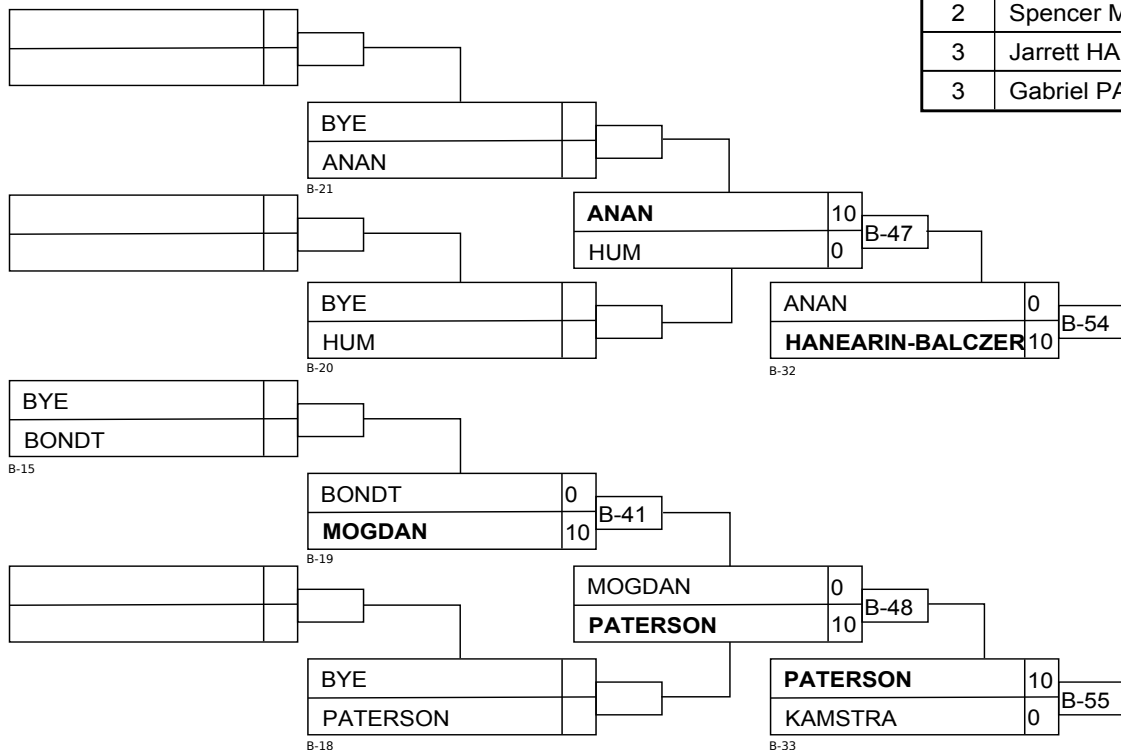 2 Spencer
3 Jarrett
3 Gabriel
BYE
ANAN
B-21
ANAN 10
HUM 0
B-47
BYE
HUM
B-20
ANAN 0
HANEARIN-BALCZER 10
B-54
B-32
BYE
BONDT
B-15
BONDT 0
MOGDAN 10
B-41
B-19
MOGDAN 0
PATERSON 10
B-48
BYE
PATERSON
B-18
PATERSON 10
KAMSTRA 0
B-55
B-33